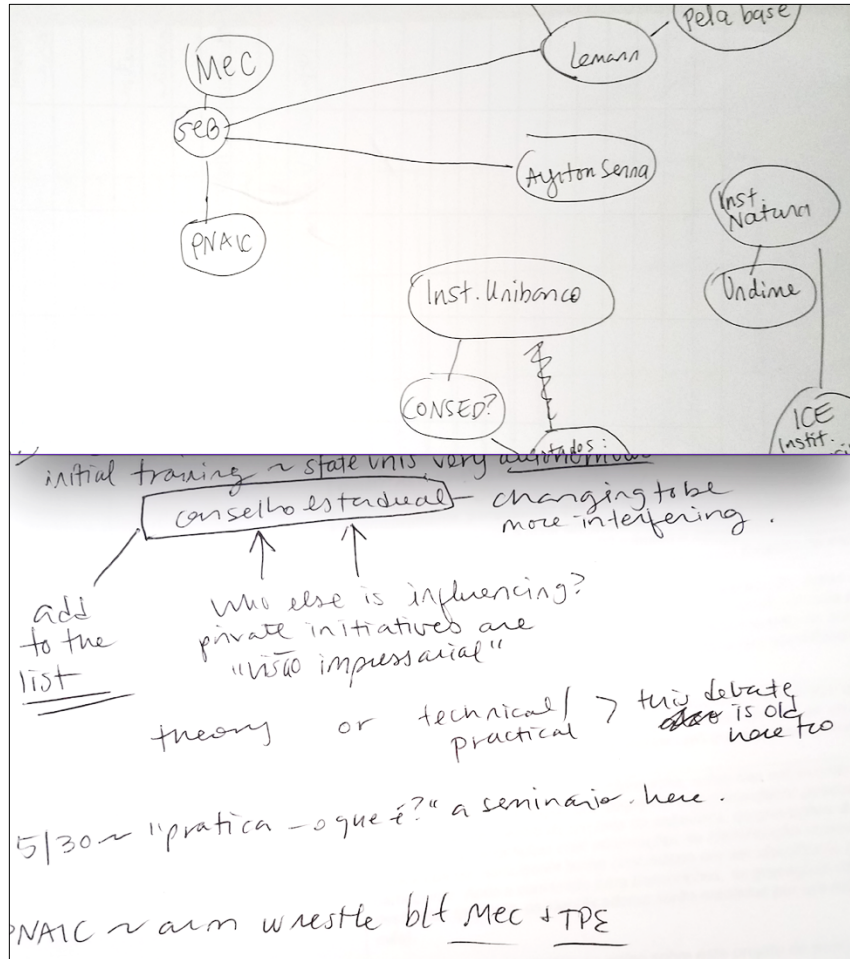 Pela base
Lemann
MEC
SEB
Ayrton Senna
Inst.
Natura
PNAIC
Undime
Inst. Unibanco
CONSED?
ICE
Instit.
initial training ~ state unis very
conselho estadual – changing to be
more interfering.
add
to the
list
who else is influencing?
private initiatives are
"visão impressarial"
theory or technical/
practical > this debate
is old
here too
5/30 ~ "pratica – o que é?" a seminario here.
PNAIC ~ arm wrestle b/t MEC + TPE